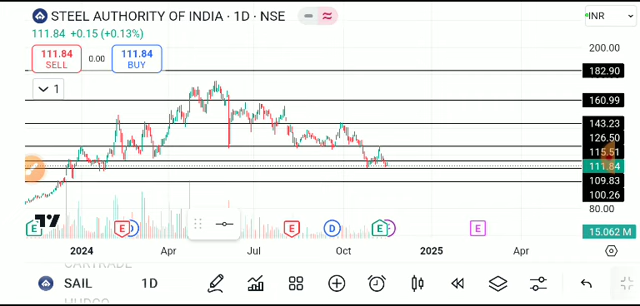 STEEL AUTHORITY OF INDIA · 1D · NSE
INR
111.84 +0.15 (+0.13%)
111.84
SELL
0.00
111.84
BUY
1
200.00
182.90
160.99
143.23
126.50
115.51
111.84
109.83
100.26
80.00
15.062 M
E
E
D
E
D
E
E
2024
Apr
Jul
Oct
2025
Apr
CARTRADE
SAIL 1D
HUDCO